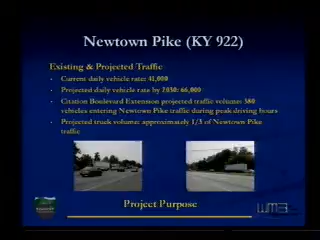 Newtown Pike (KY 922)
Existing & Projected Traffic
Current daily vehicle rate: 41,000
Projected daily vehicle rate by 2030: 66,000
Citation Boulevard Extension projected traffic volume: 580
vehicles entering Newtown Pike traffic during peak driving hours
Projected truck volume: approximately 1/3 of Newtown Pike
traffic
Project Purpose